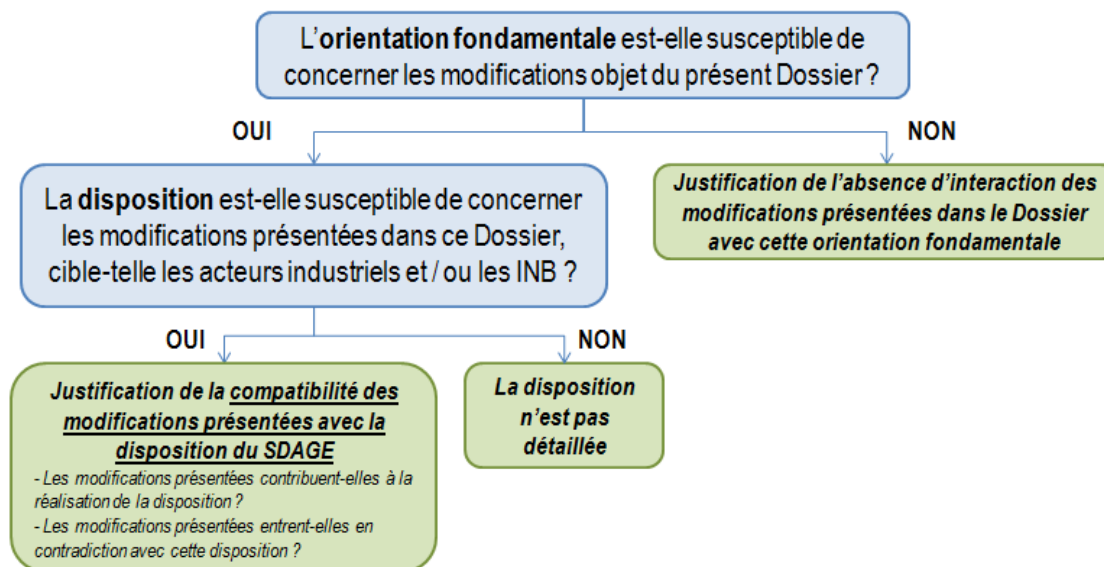 L'orientation fondamentale est-elle susceptible de
concerner les modifications objet du présent Dossier ?
OUI
NON
La disposition est-elle susceptible de concerner
les modifications présentées dans ce Dossier,
cible-telle les acteurs industriels et / ou les INB ?
Justification de l'absence d'interaction des
modifications présentées dans le Dossier
avec cette orientation fondamentale
OUI
NON
Justification de la compatibilité des
modifications présentées avec la
disposition du SDAGE
- Les modifications présentées contribuent-elles à la
réalisation de la disposition ?
- Les modifications présentées entrent-elles en
contradiction avec cette disposition ?
La disposition
n'est pas
détaillée